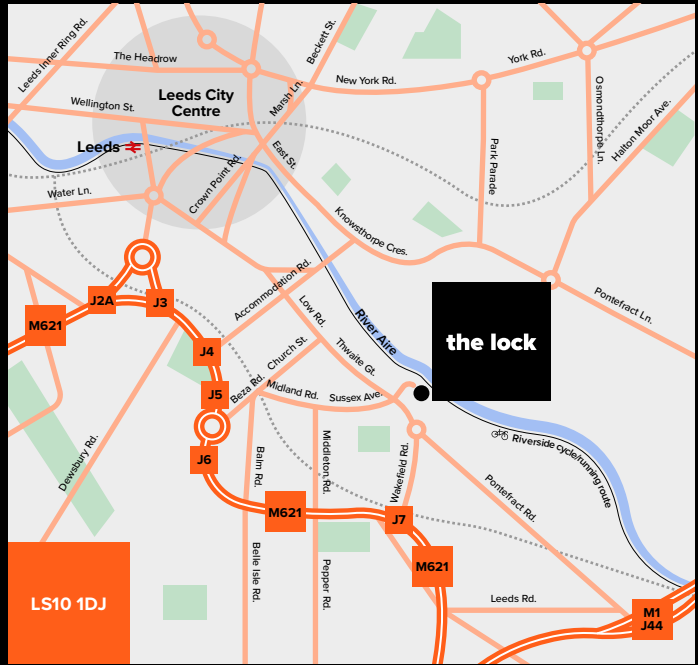 Leeds Inner Ring Rd.
The Headrow
Beckett St.
New York Rd.
York Rd.
Leeds City
Centre
Marsh Ln.
Wellington St.
Osmondthorpe Ln.
Halton Moor Ave.
Leeds
East St.
Park Parade
Water Ln.
Crown Point Rd.
Knowsthorpe Cres.
Accommodation Rd.
Pontefract Ln.
J2A
J3
M621
Low Rd.
River Aire
the lock
J4
Church St.
Thwaite Gt.
J5
Beza Rd.
Midland Rd.
Sussex Ave.
Riverside cycle/running route
J6
Dewsbury Rd.
Balm Rd.
Middleton Rd.
Wakefield Rd.
Pontefract Rd.
M621
J7
M621
Belle Isle Rd.
Pepper Rd.
LS10 1DJ
Leeds Rd.
M1
J44